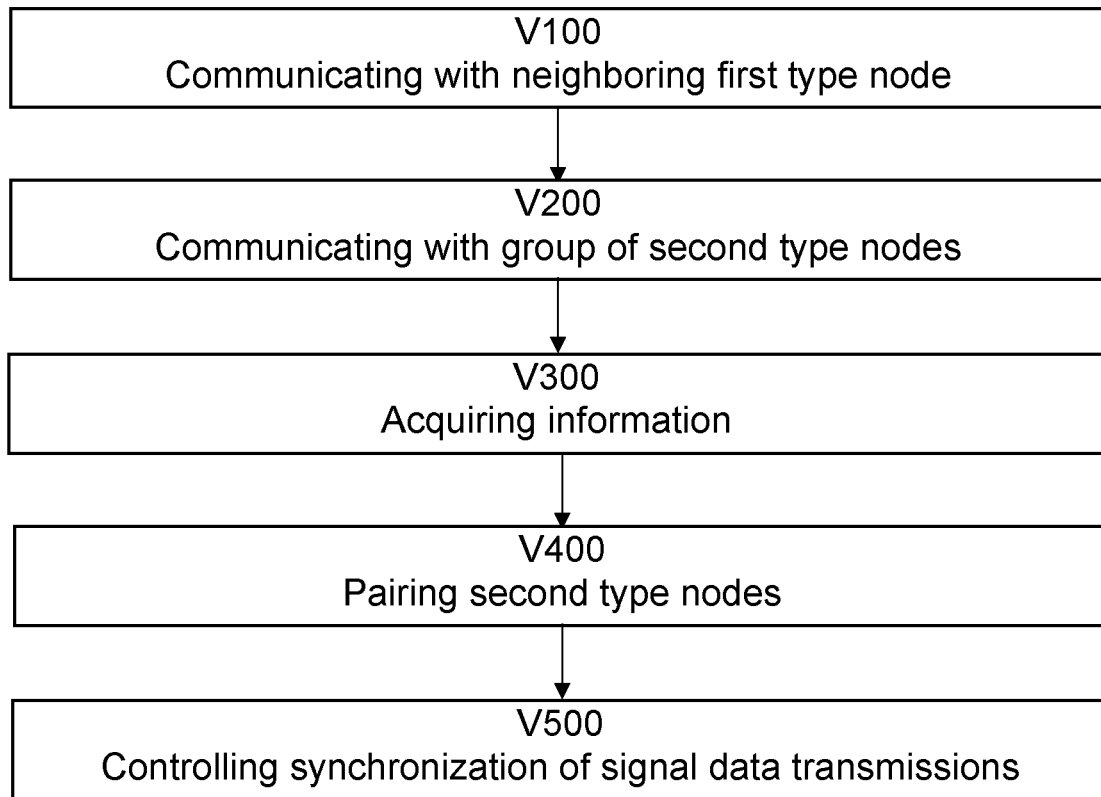 V100
Communicating with neighboring first type node
V200
Communicating with group of second type nodes
V300
Acquiring information
V400
Pairing second type nodes
V500
Controlling synchronization of signal data transmissions